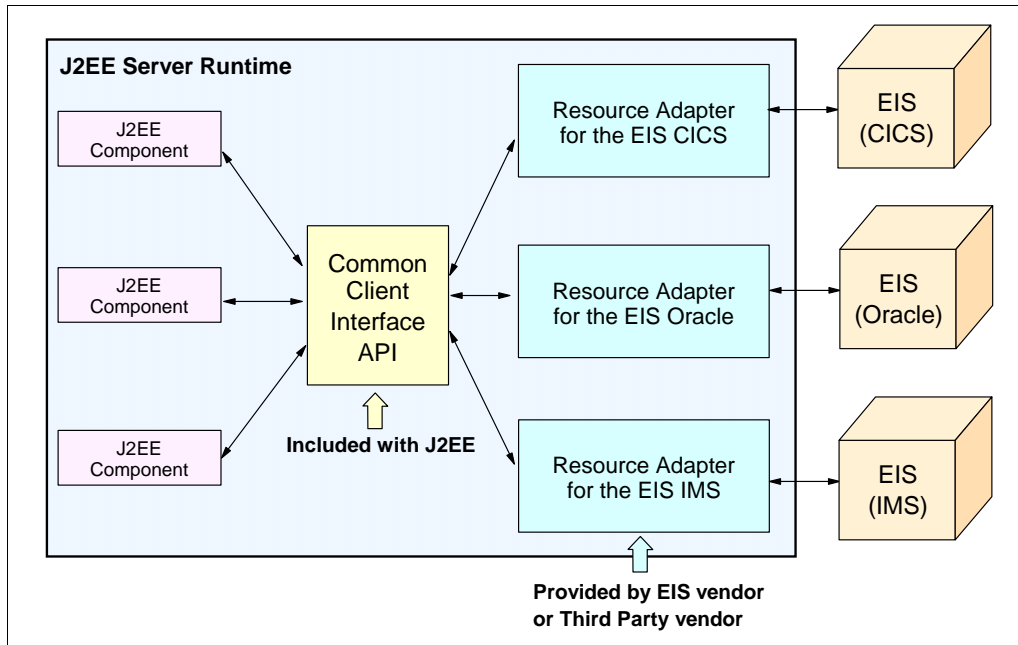 J2EE Server Runtime
J2EE
Component
J2EE
Component
J2EE
Component
Common
Client
Interface
API
Included with J2EE
Resource Adapter
for the EIS CICS
Resource Adapter
for the EIS Oracle
Resource Adapter
for the EIS IMS
Provided by EIS vendor
or Third Party vendor
EIS
(CICS)
EIS
(Oracle)
EIS
(IMS)